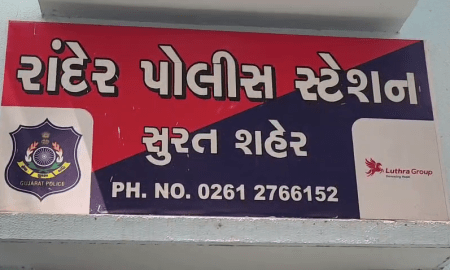 રાંદેર પોલીસ સ્ટેશન
સુરત શહેર
PH. NO. 0261 2766152
GUJARAT POLICE
Luthra Group